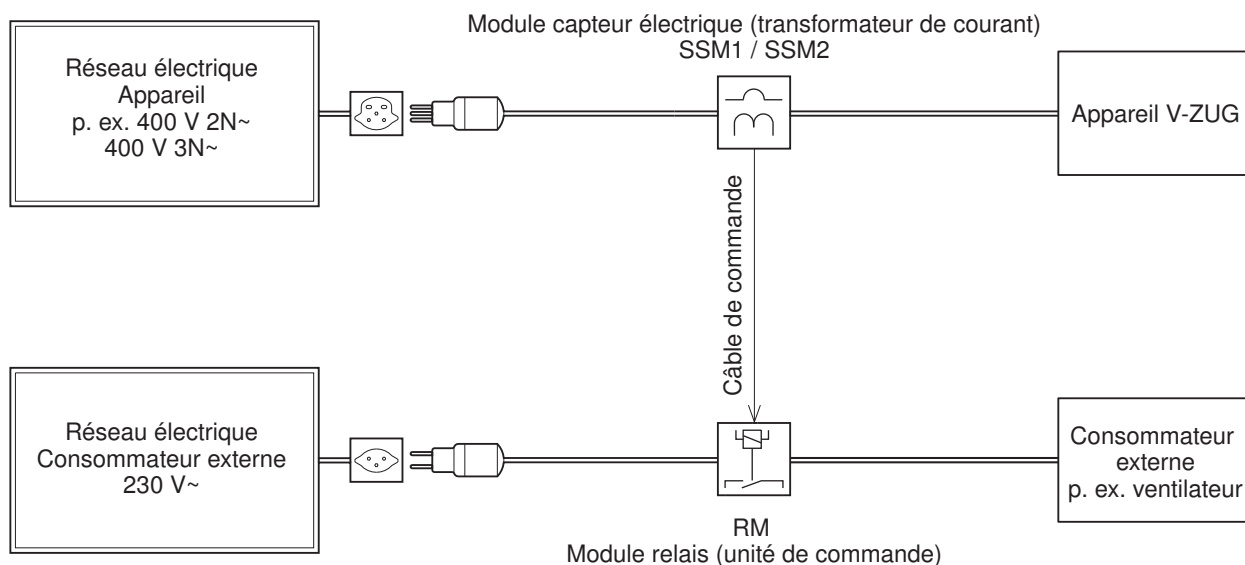 Module capteur électrique (transformateur de courant)
SSM1 / SSM2
Réseau électrique
Appareil
p. ex. 400 V 2N~
400 V 3N~
Appareil V-ZUG
Câble de commande
Réseau électrique
Consommateur externe
230 V~
Consommateur
externe
p. ex. ventilateur
RM
Module relais (unité de commande)